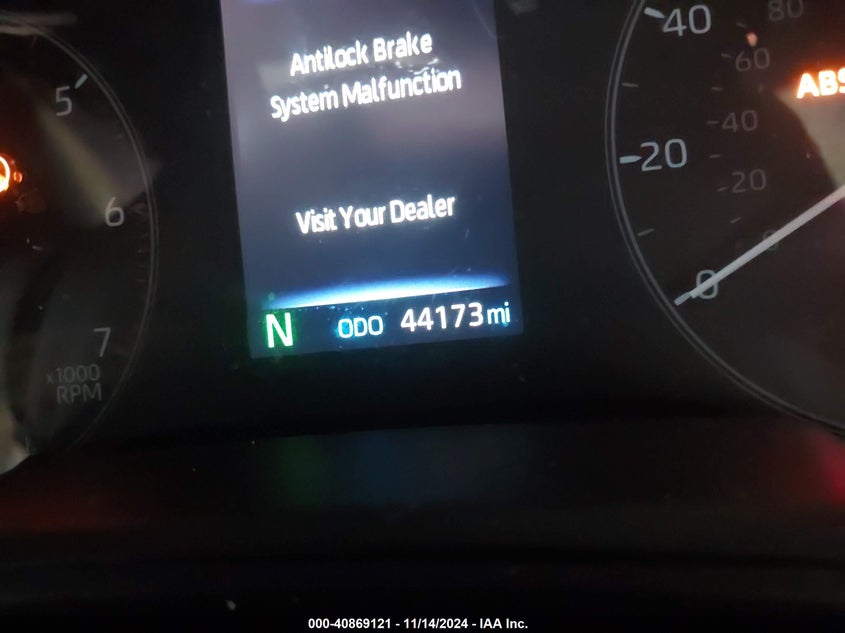 Antilock Brake
System Malfunction
Visit Your Dealer
N ODO 44173 mi
5
6
7
x1000
RPM
40
20
0
80
60
40
20
0
ABS
000-40869121 - 11/14/2024 - IAA Inc.